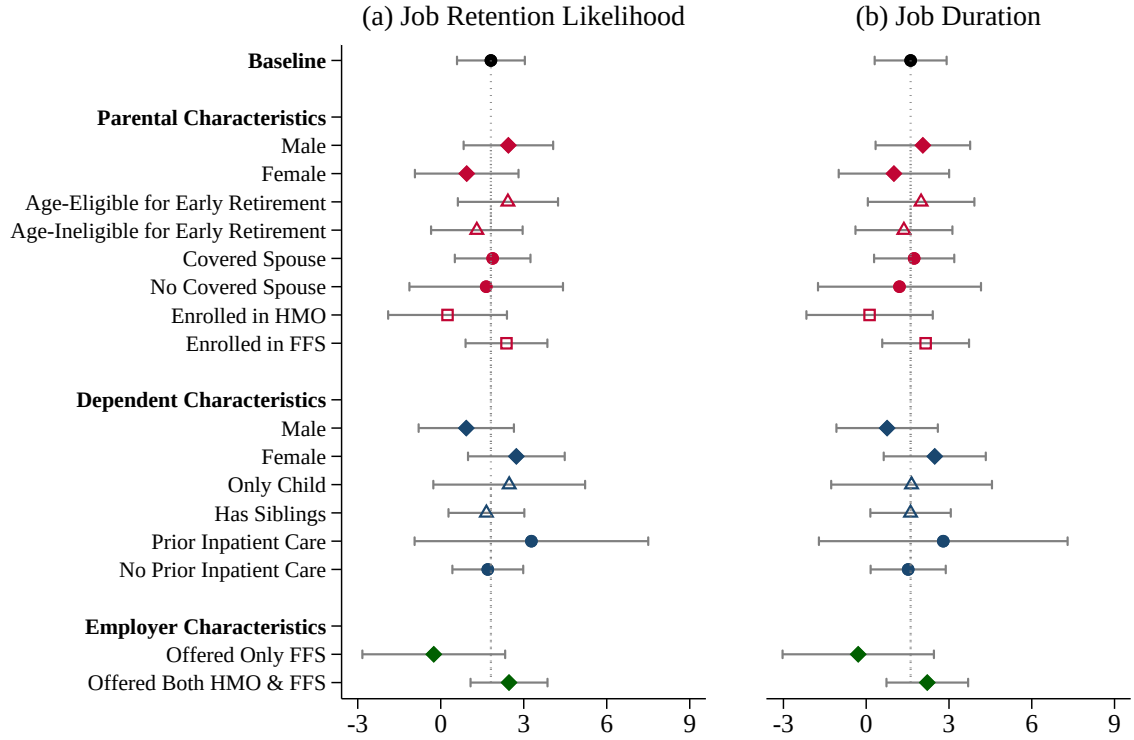 (a) Job Retention Likelihood
(b) Job Duration
Baseline
Parental Characteristics
Male
Female
Age-Eligible for Early Retirement
Age-Ineligible for Early Retirement
Covered Spouse
No Covered Spouse
Enrolled in HMO
Enrolled in FFS
Dependent Characteristics
Male
Female
Only Child
Has Siblings
Prior Inpatient Care
No Prior Inpatient Care
Employer Characteristics
Offered Only FFS
Offered Both HMO & FFS
-3 0 3 6 9
-3 0 3 6 9